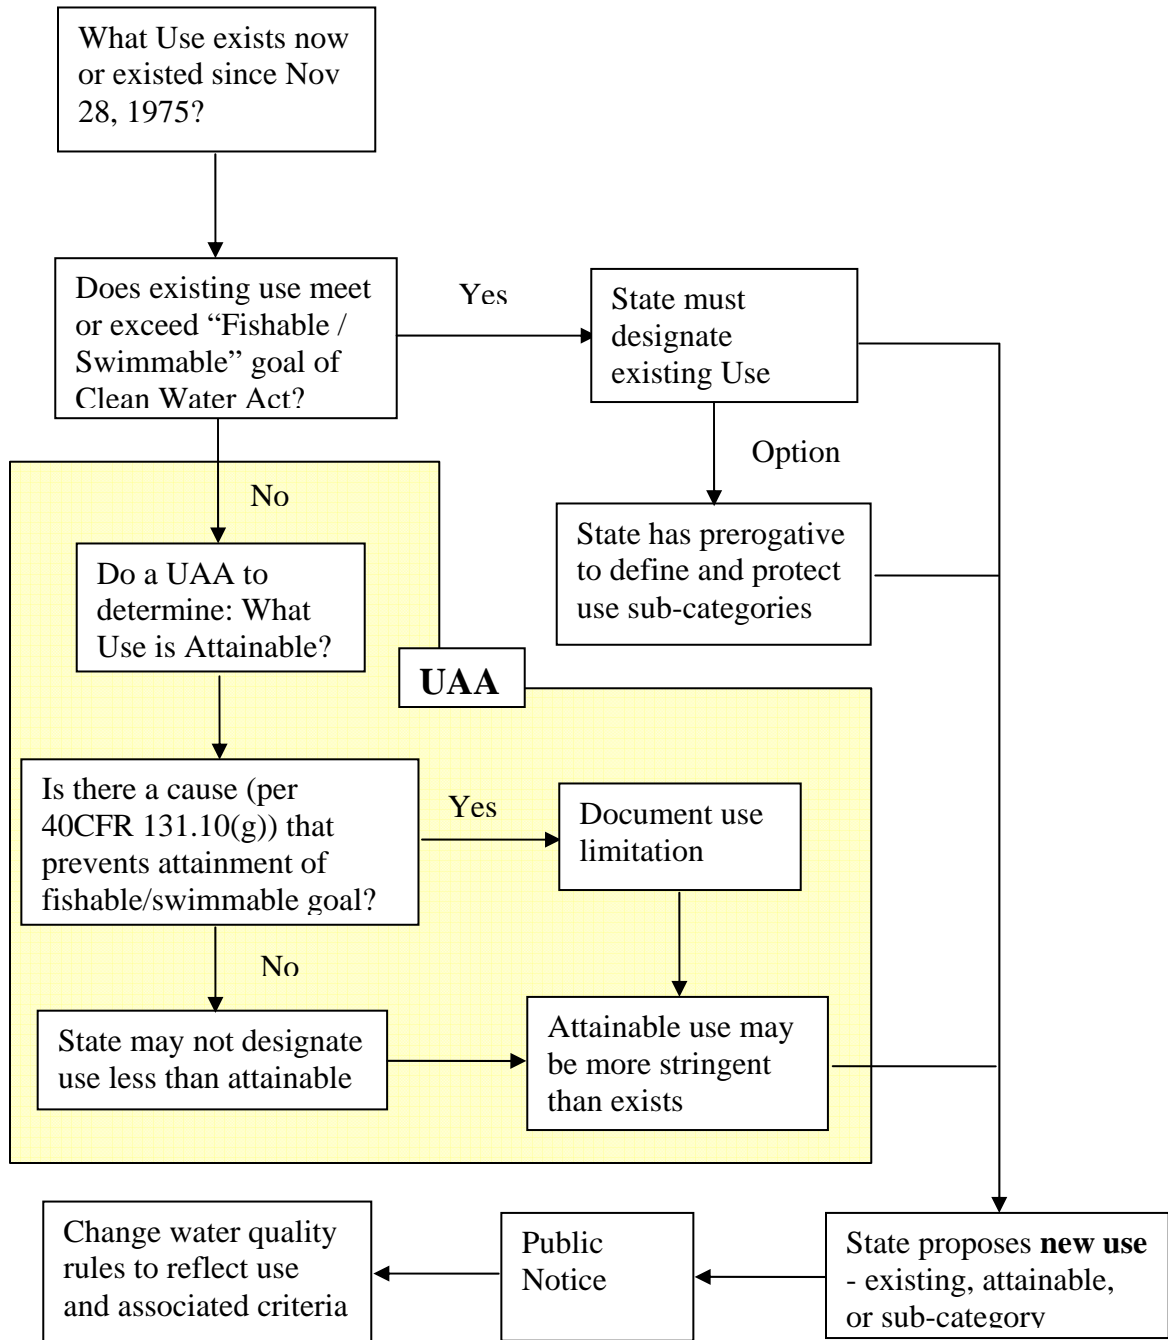 What Use exists now
or existed since Nov
28, 1975?
Does existing use meet
or exceed “Fishable /
Swimmable” goal of
Clean Water Act?
Yes
State must
designate
existing Use
Option
State has prerogative
to define and protect
use sub-categories
No
Do a UAA to
determine: What
Use is Attainable?
UAA
Is there a cause (per
40CFR 131.10(g)) that
prevents attainment of
fishable/swimmable goal?
Yes
Document use
limitation
No
State may not designate
use less than attainable
Attainable use may
be more stringent
than exists
State proposes new use
- existing, attainable,
or sub-category
Public
Notice
Change water quality
rules to reflect use
and associated criteria